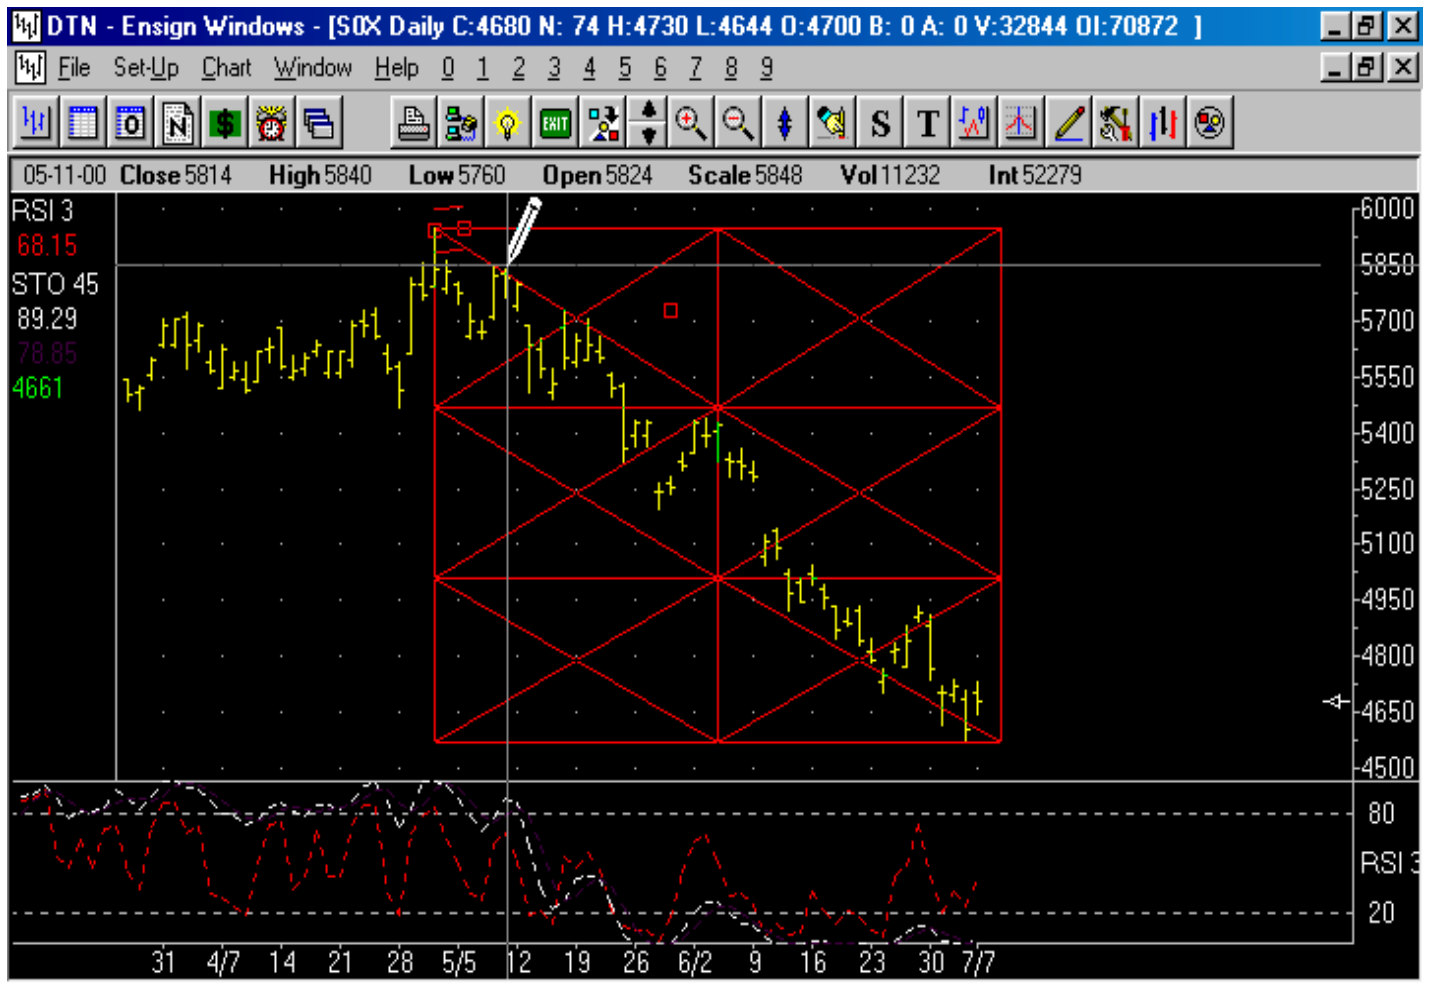 DTN - Ensign Windows - [S0X Daily C:4680 N: 74 H:4730 L:4644 O:4700 B: 0 A: 0 V:32844 OI:70872 ]
File Set-Up Chart Window Help 0 1 2 3 4 5 6 7 8 9
O N $ EXIT S T
05-11-00 Close 5814 High 5840 Low 5760 Open 5824 Scale 5848 Vol 11232 Int 52279
RSI 3
68.15
STO 45
89.29
78.85
4661
6000
5850
5700
5550
5400
5250
5100
4950
4800
4650
4500
80
RSI 3
20
31 4/7 14 21 28 5/5 12 19 26 6/2 9 16 23 30 7/7